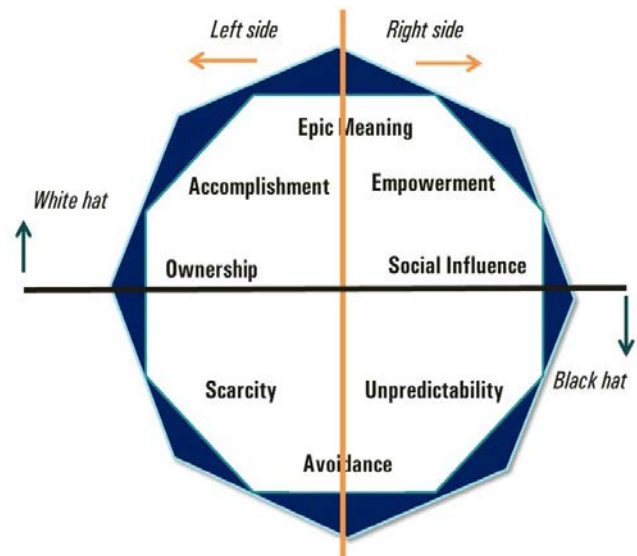 Left side
Right side
Epic Meaning
Accomplishment
Empowerment
White hat
Ownership
Social Influence
Scarcity
Unpredictability
Black hat
Avoidance